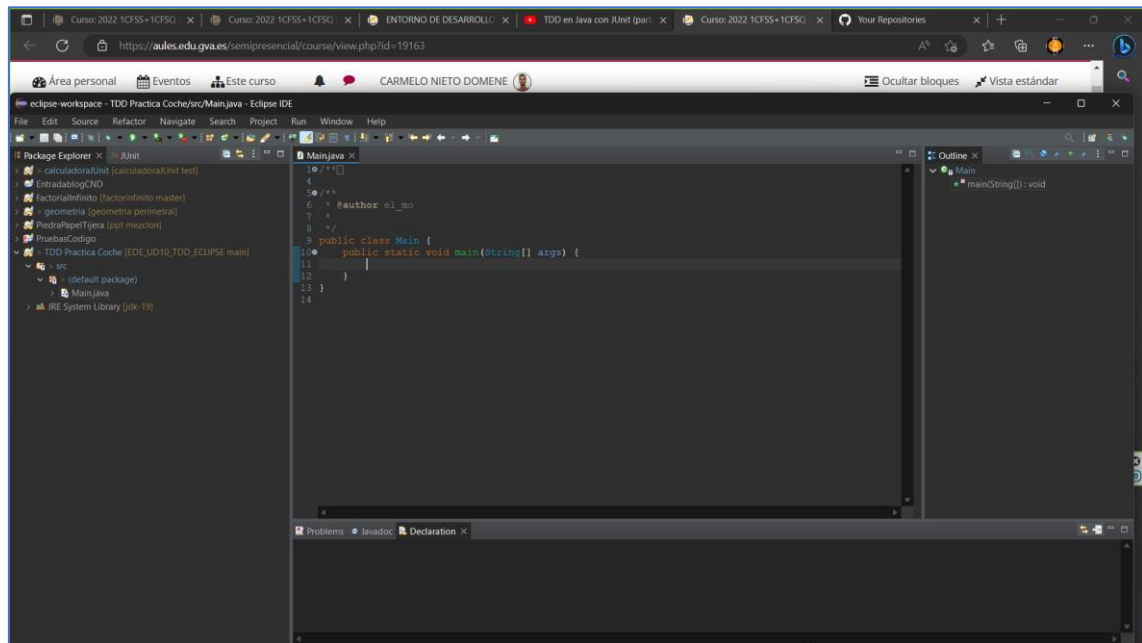 Curso: 2022 1CFSS+1CFSO
Curso: 2022 1CFSS+1CFSO
ENTORNO DE DESARROLLO
TDD en Java con JUnit (part
Curso: 2022 1CFSS+1CFSO
Your Repositories
https://aules.edu.gva.es/semipresencial/course/view.php?id=19163
Área personal
Eventos
Este curso
CARMELO NIETO DOMENE
Ocultar bloques
Vista estándar
eclipse-workspace - TDD Practica Coche/src/Main.java - Eclipse IDE
File Edit Source Refactor Navigate Search Project Run Window Help
Package Explorer
JUnit
Main.java
Outline
> calculadoraJUnit [calculadoraJUnit test]
EntradablogCND
FactorialInfinito [factorinfinito master]
> geometria [geometria perimetral]
PiedraPapelTijera [ppt mezclon]
PruebasCodigo
> TDD Practica Coche [EDE_UD10_TDD_ECLIPSE main]
> src
> (default package)
Main.java
JRE System Library [jdk-19]
1 /**
4
5 /**
6 * @author el_mo
7 *
8 */
9 public class Main {
10 public static void main(String[] args) {
11
12 }
13 }
14
Main
main(String[]) : void
Problems
Javadoc
Declaration